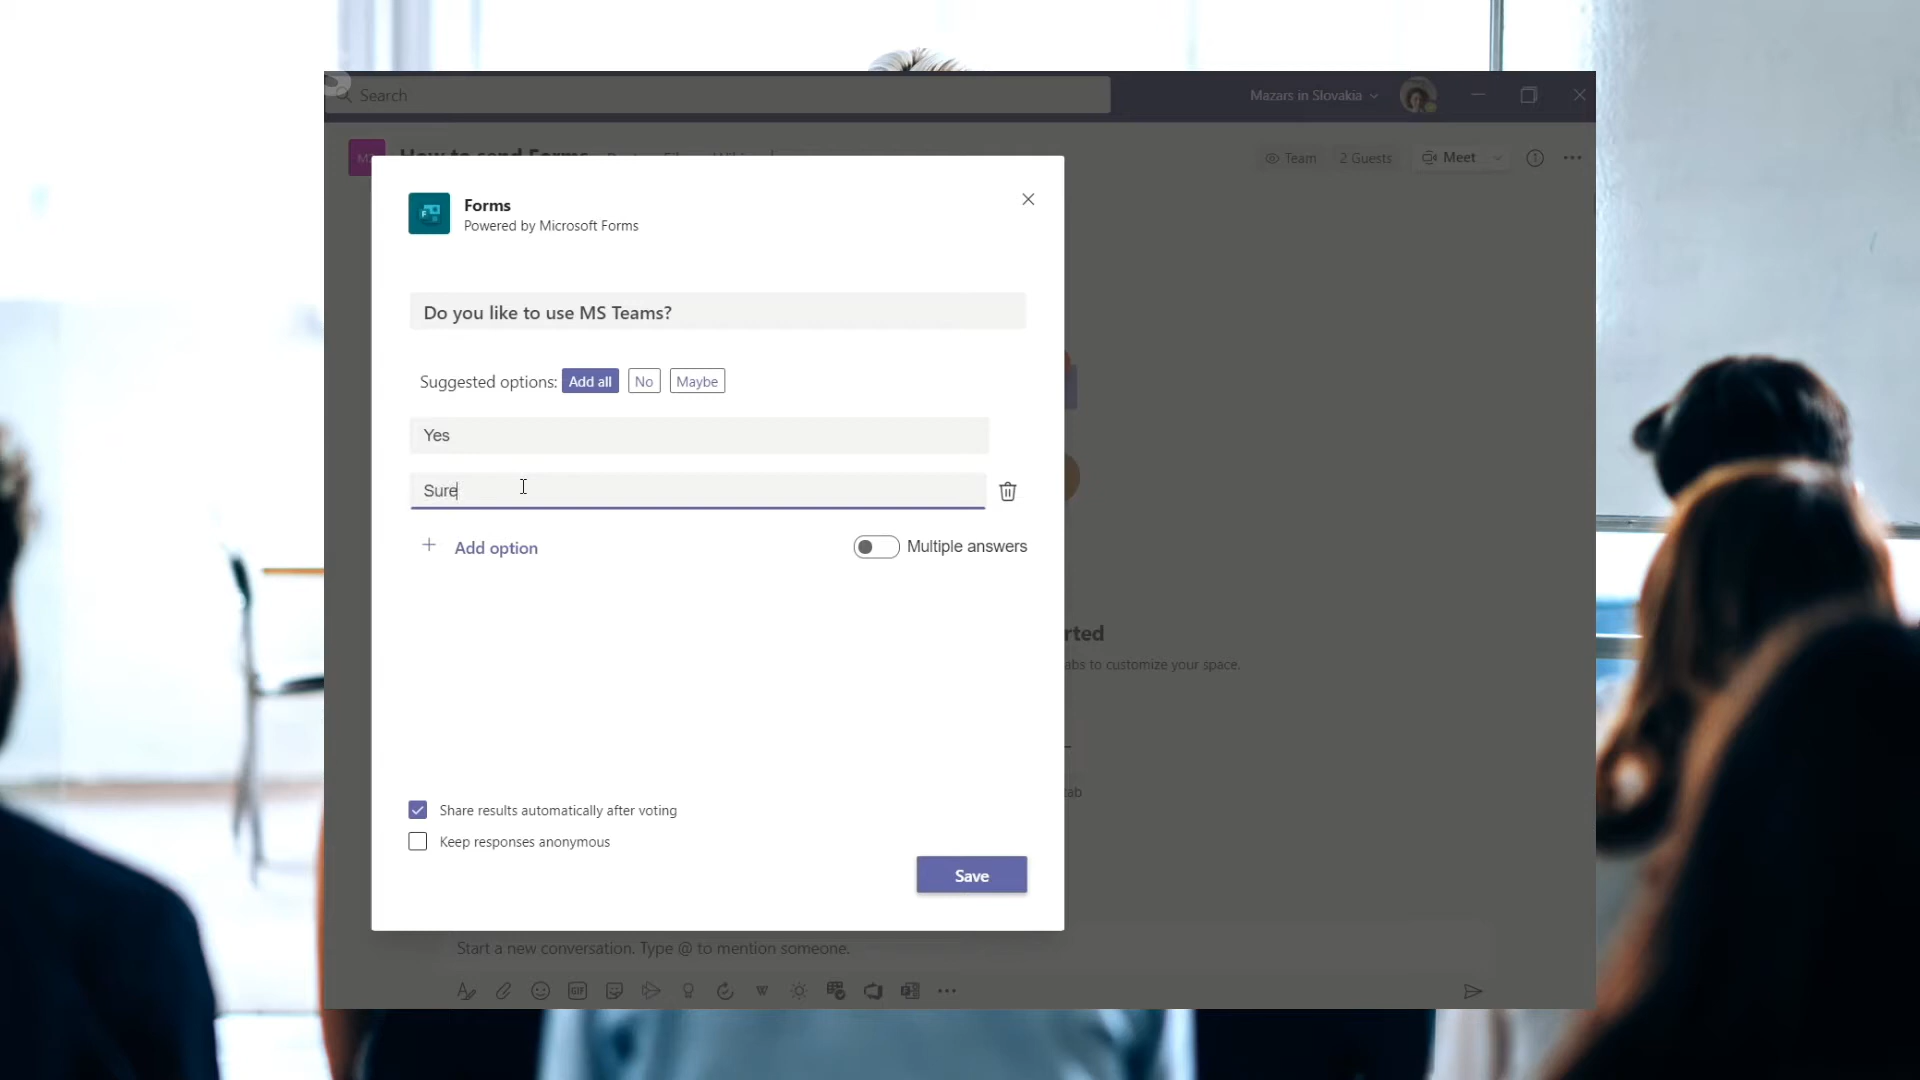 Search
Mazars in Slovakia
Team
2 Guests
Meet
Forms
Powered by Microsoft Forms
Do you like to use MS Teams?
Suggested options: Add all No Maybe
Yes
Sure
Add option
Multiple answers
rted
abs to customize your space.
tab
Share results automatically after voting
Keep responses anonymous
Save
Start a new conversation. Type @ to mention someone.
GIF